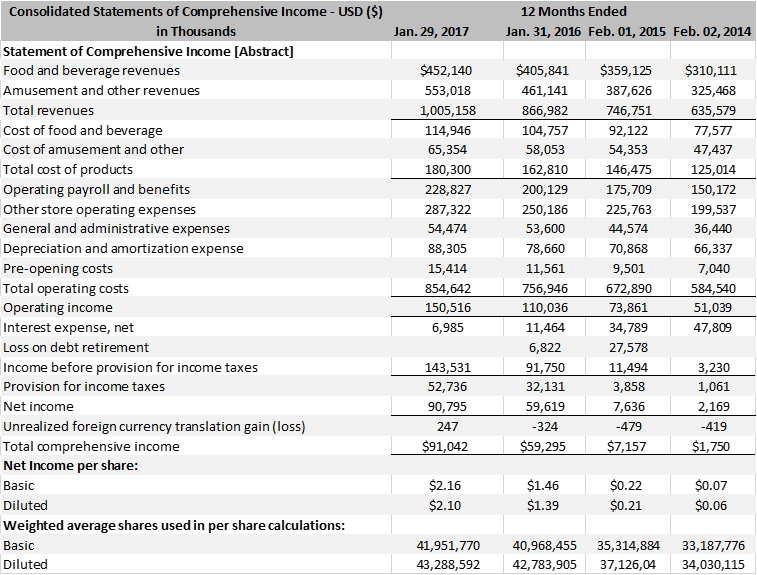 Consolidated Statements of Comprehensive Income - USD ($) 12 Months Ended
in Thousands Jan. 29, 2017 Jan. 31, 2016 Feb. 01, 2015 Feb. 02, 2014
Statement of Comprehensive Income [Abstract]
Food and beverage revenues $452,140 $405,841 $359,125 $310,111
Amusement and other revenues 553,018 461,141 387,626 325,468
Total revenues 1,005,158 866,982 746,751 635,579
Cost of food and beverage 114,946 104,757 92,122 77,577
Cost of amusement and other 65,354 58,053 54,353 47,437
Total cost of products 180,300 162,810 146,475 125,014
Operating payroll and benefits 228,827 200,129 175,709 150,172
Other store operating expenses 287,322 250,186 225,763 199,537
General and administrative expenses 54,474 53,600 44,574 36,440
Depreciation and amortization expense 88,305 78,660 70,868 66,337
Pre-opening costs 15,414 11,561 9,501 7,040
Total operating costs 854,642 756,946 672,890 584,540
Operating income 150,516 110,036 73,861 51,039
Interest expense, net 6,985 11,464 34,789 47,809
Loss on debt retirement 6,822 27,578
Income before provision for income taxes 143,531 91,750 11,494 3,230
Provision for income taxes 52,736 32,131 3,858 1,061
Net income 90,795 59,619 7,636 2,169
Unrealized foreign currency translation gain (loss) 247 -324 -479 -419
Total comprehensive income $91,042 $59,295 $7,157 $1,750
Net Income per share:
Basic $2.16 $1.46 $0.22 $0.07
Diluted $2.10 $1.39 $0.21 $0.06
Weighted average shares used in per share calculations:
Basic 41,951,770 40,968,455 35,314,884 33,187,776
Diluted 43,288,592 42,783,905 37,126,04 34,030,115